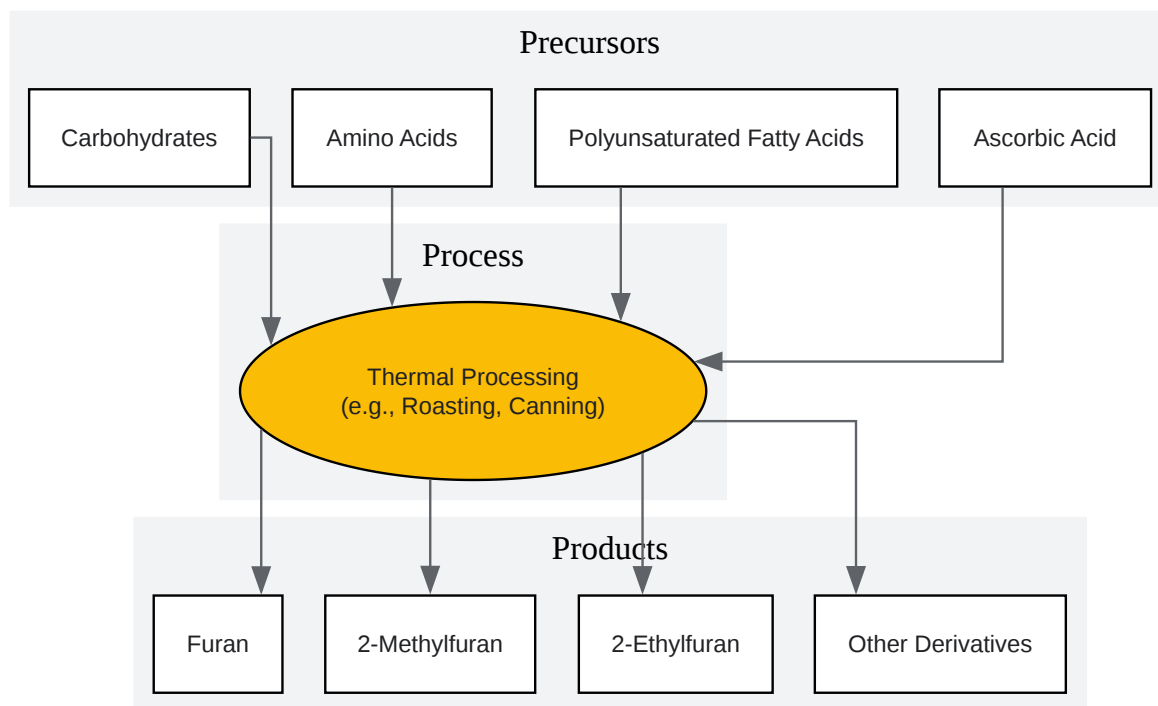 Precursors
Carbohydrates
Amino Acids
Polyunsaturated Fatty Acids
Ascorbic Acid
Process
Thermal Processing
(e.g., Roasting, Canning)
Products
Furan
2-Methylfuran
2-Ethylfuran
Other Derivatives